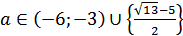 a ∈ (−6;−3) ∪ {(√13−5)/2}